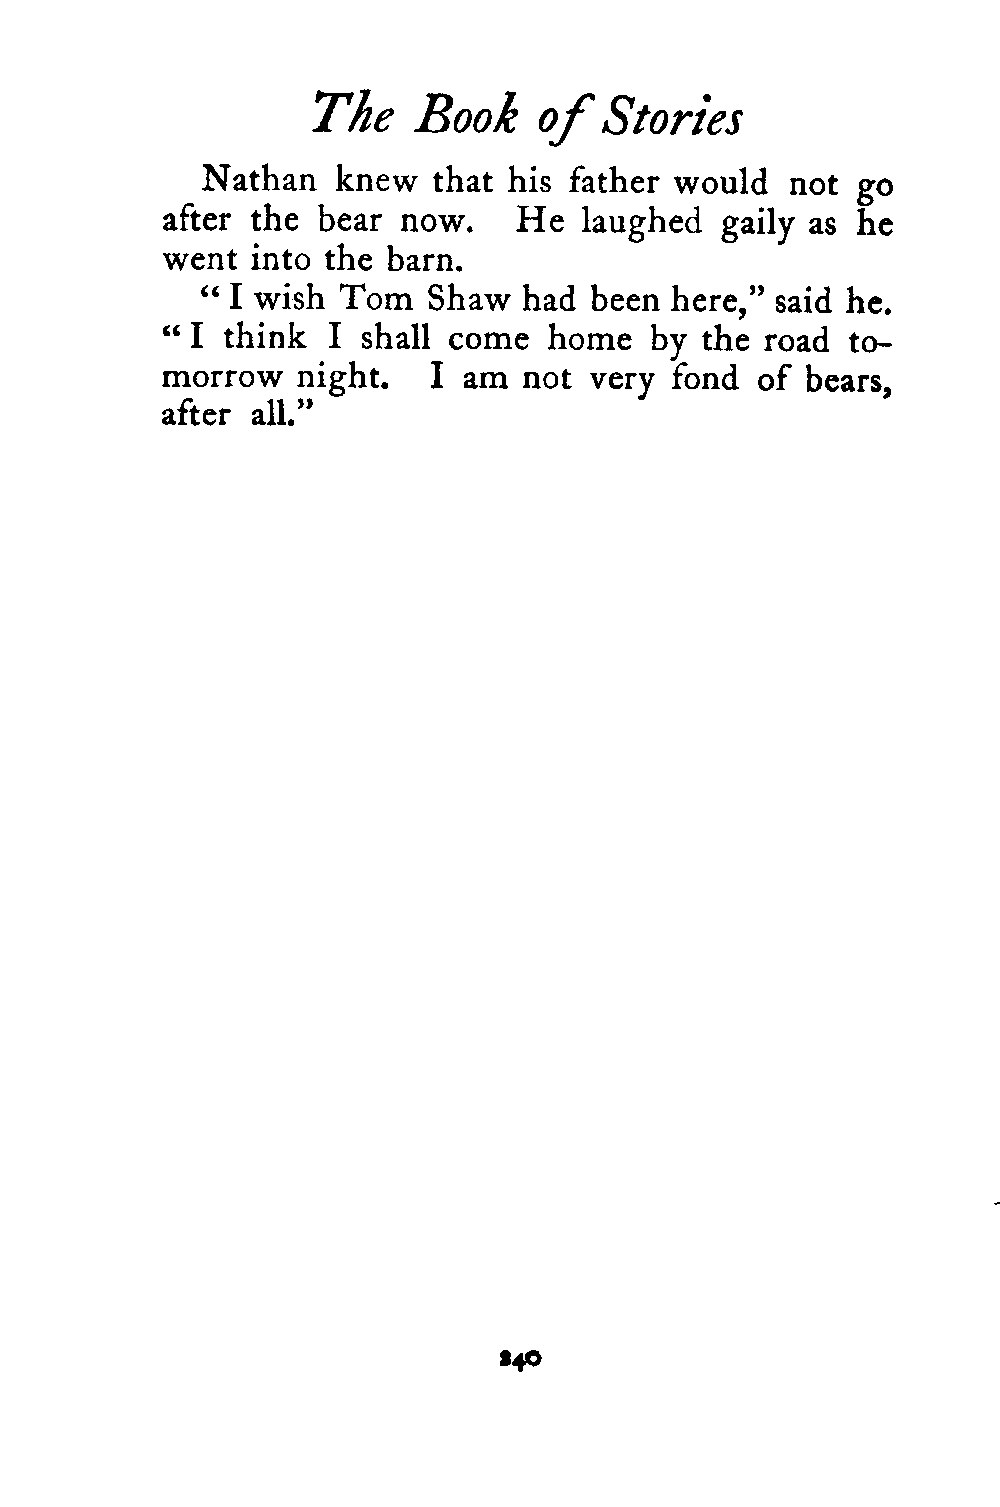 The Book of Stories
Nathan knew that his father would not go
after the bear now. He laughed gaily as he
went into the barn.
“I wish Tom Shaw had been here,” said he.
“I think I shall come home by the road to-
morrow night. I am not very fond of bears,
after all.”
240